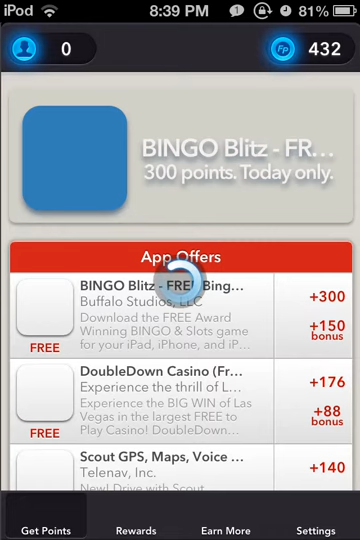 iPod 8:39 PM 1 81%
0 FP 432
BINGO Blitz - FR...
300 points. Today only.
App Offers
BINGO Blitz - FREE Bing...
Buffalo Studios, LLC
Download the FREE Award
Winning BINGO & Slots game
for your iPad, iPhone, and iP...
FREE
+300
+150
bonus
DoubleDown Casino (Fr...
Experience the thrill of L...
Experience the BIG WIN of Las
Vegas in the largest FREE to
Play Casino! DoubleDown...
FREE
+176
+88
bonus
Scout GPS, Maps, Voice ...
Telenav, Inc.
New! Drive with Scout
+140
Get Points Rewards Earn More Settings